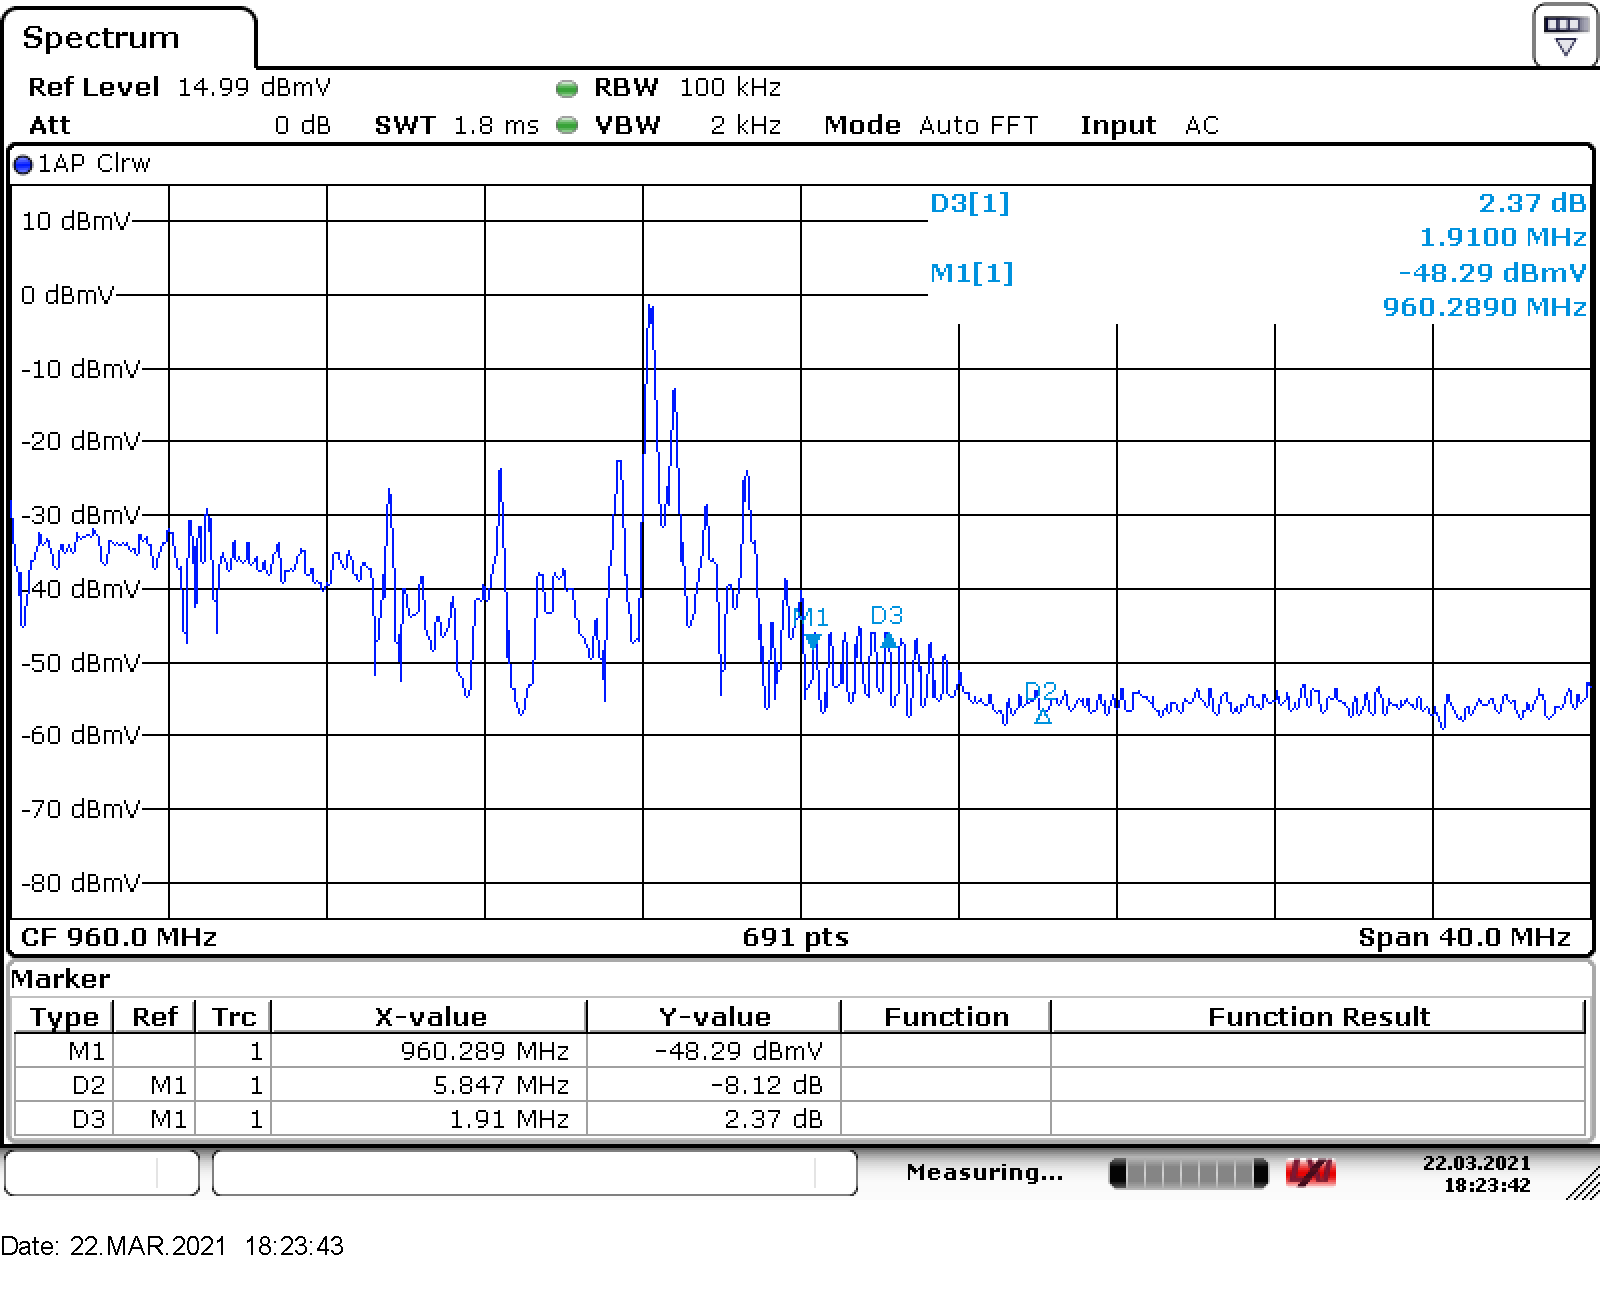 Spectrum
Ref Level 14.99 dBmV RBW 100 kHz
Att 0 dB SWT 1.8 ms VBW 2 kHz Mode Auto FFT Input AC
1AP Clrw
D3[1] 2.37 dB
1.9100 MHz
M1[1] -48.29 dBmV
960.2890 MHz
10 dBmV
0 dBmV
-10 dBmV
-20 dBmV
-30 dBmV
-40 dBmV
M1 D3
-50 dBmV
D2
-60 dBmV
-70 dBmV
-80 dBmV
CF 960.0 MHz 691 pts Span 40.0 MHz
Marker
Type Ref Trc X-value Y-value Function Function Result
M1 1 960.289 MHz -48.29 dBmV
D2 M1 1 5.847 MHz -8.12 dB
D3 M1 1 1.91 MHz 2.37 dB
Measuring... LXI 22.03.2021
18:23:42
Date: 22.MAR.2021 18:23:43